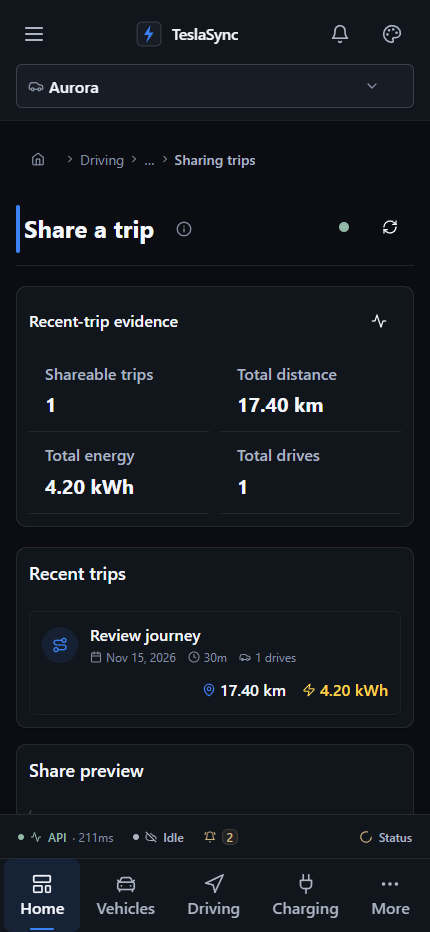 TeslaSync
Aurora
Driving ... Sharing trips
Share a trip
Recent-trip evidence
Shareable trips Total distance
1 17.40 km
Total energy Total drives
4.20 kWh 1
Recent trips
Review journey
Nov 15, 2026 30m 1 drives
17.40 km 4.20 kWh
Share preview
API · 211ms Idle 2 Status
Home Vehicles Driving Charging More